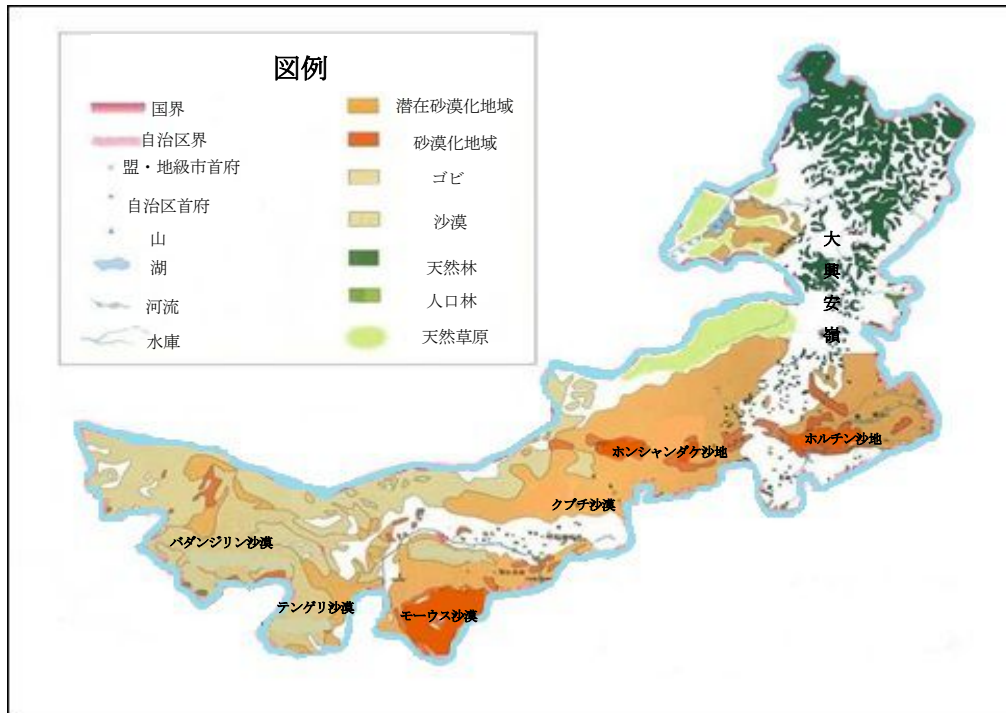 図例
国界
自治区界
盟・地級市首府
自治区首府
山
湖
河流
水庫
潜在砂漠化地域
砂漠化地域
ゴビ
沙漠
天然林
人口林
天然草原
大興安嶺
ホルチン沙地
ホンシャンダケ沙地
クブチ沙漠
バダンジリン沙漠
テンゲリ沙漠
モーウス沙漠